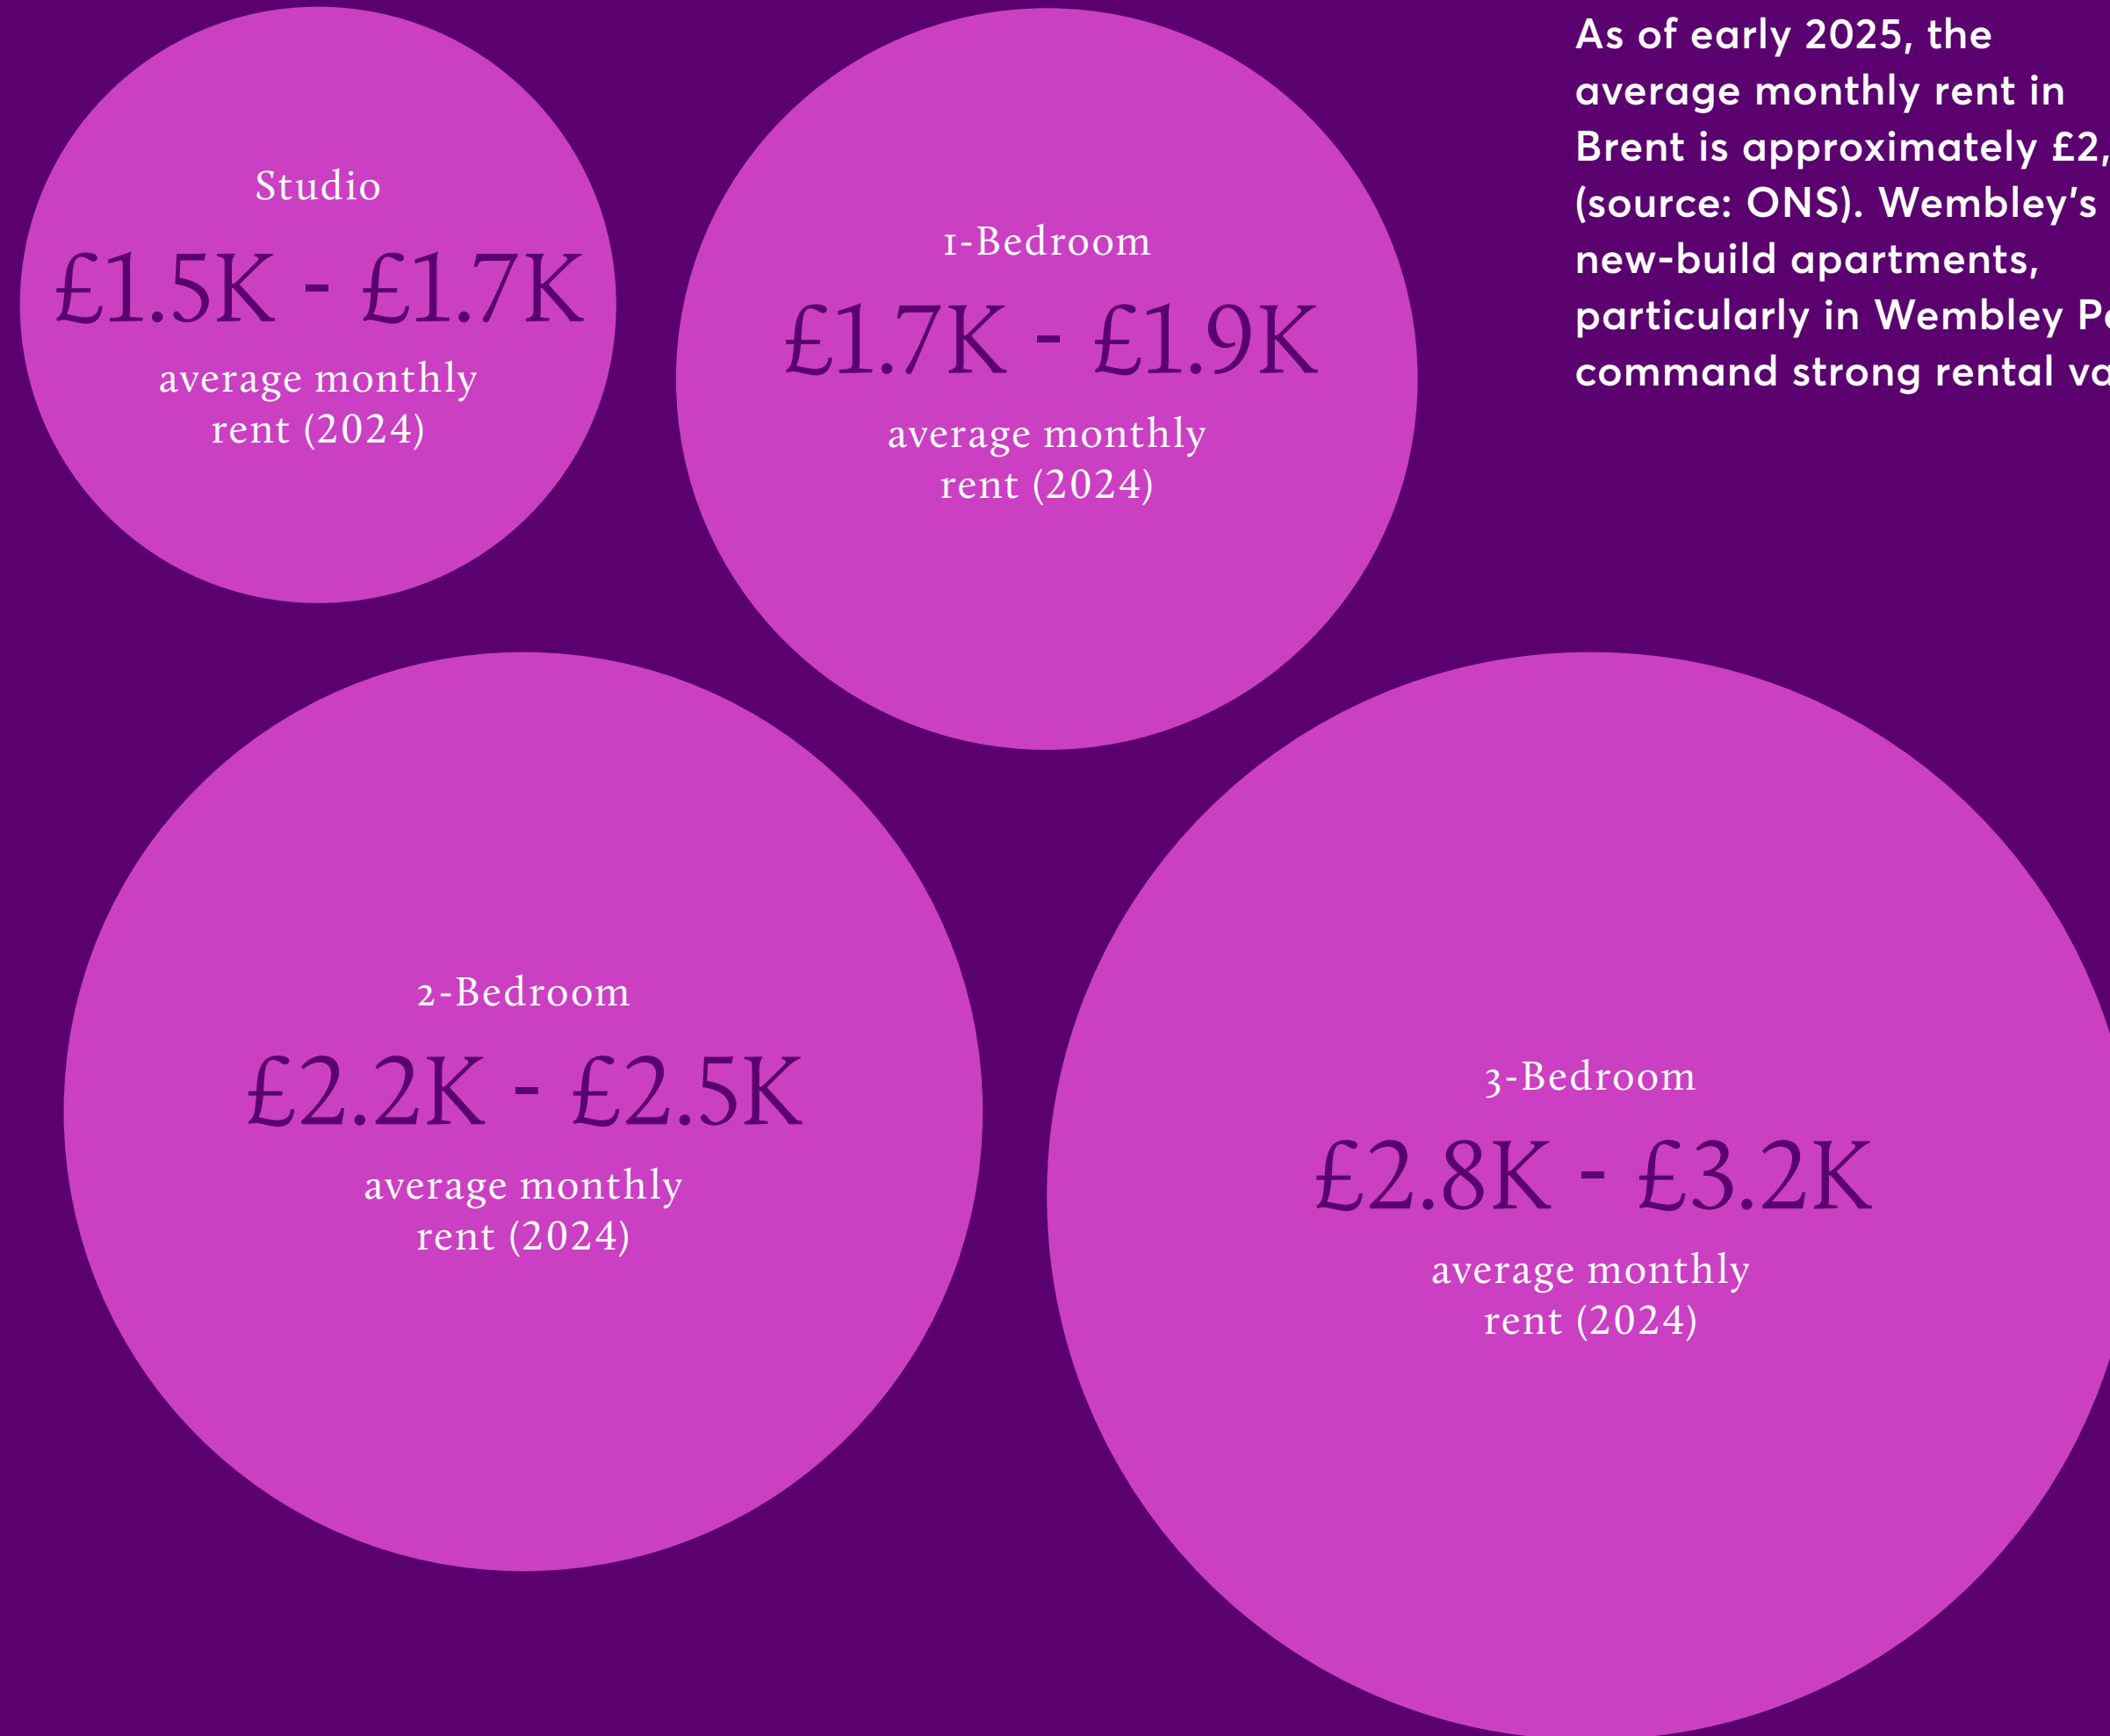 Studio
£1.5K - £1.7K
average monthly
rent (2024)
1-Bedroom
£1.7K - £1.9K
average monthly
rent (2024)
As of early 2025, the
average monthly rent in
Brent is approximately £2,
(source: ONS). Wembley’s
new-build apartments,
particularly in Wembley
command strong rental
2-Bedroom
£2.2K - £2.5K
average monthly
rent (2024)
3-Bedroom
£2.8K - £3.2K
average monthly
rent (2024)